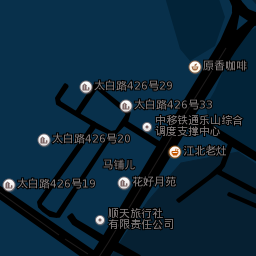 原香咖啡
太白路426号29
太白路426号33
中移铁通乐山综合
调度支撑中心
太白路426号20
江北老灶
马铺儿
太白路426号19
花好月苑
顺天旅行社
有限责任公司